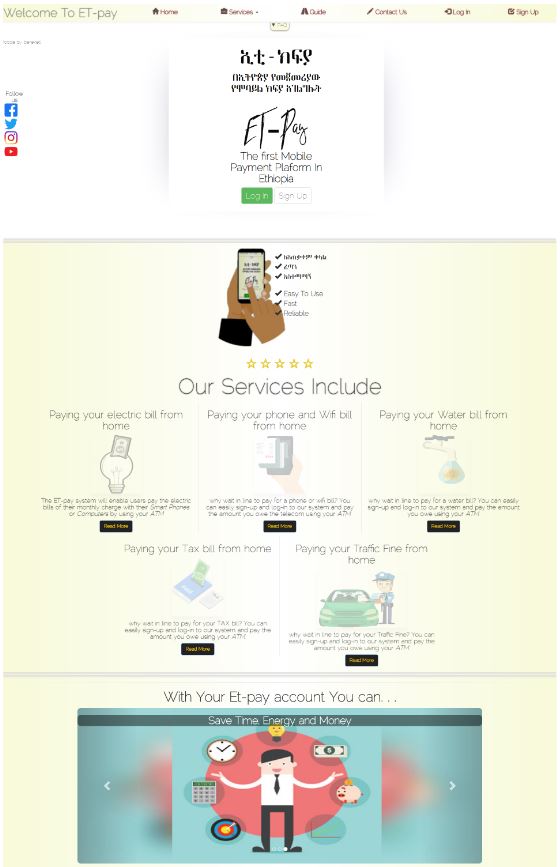 Welcome To ET-pay
Home
Services
Guide
Contact Us
Log In
Sign Up
Follow
us
ኢቲ - ክፍያ
በኢትዮጵያ የመጀመሪያው
የሞባይል ክፍያ አገልግሎት
ET-Pay
The first Mobile
Payment Plaform In
Ethiopia
Log In
Sign Up
ፈጣን
Easy To Use
Fast
Reliable
Our Services Include
Paying your electric bill from
home
The ET-pay system will enable users pay the electric
bills of their monthly charge with their Smart Phones
or Computers by using your ATM
Read More
Paying your phone and Wifi bill
from home
why wait in line to pay for a phone or wifi bill? You
can easily sign-up and log-in to our system and pay
the amount you owe the telecom using your ATM
Read More
Paying your Water bill from
home
why wait in line to pay for a water bill? You can easily
sign-up and log-in to our system and pay the amount
you owe using your ATM
Read More
Paying your Tax bill from home
why wait in line to pay for your TAX bill? You can
easily sign-up and log-in to our system and pay the
amount you owe using your ATM
Read More
Paying your Traffic Fine from
home
why wait in line to pay for your Traffic Fine? You can
easily sign-up and log-in to our system and pay the
amount you owe using your ATM
Read More
With Your Et-pay account You can. . .
Save Time, Energy and Money